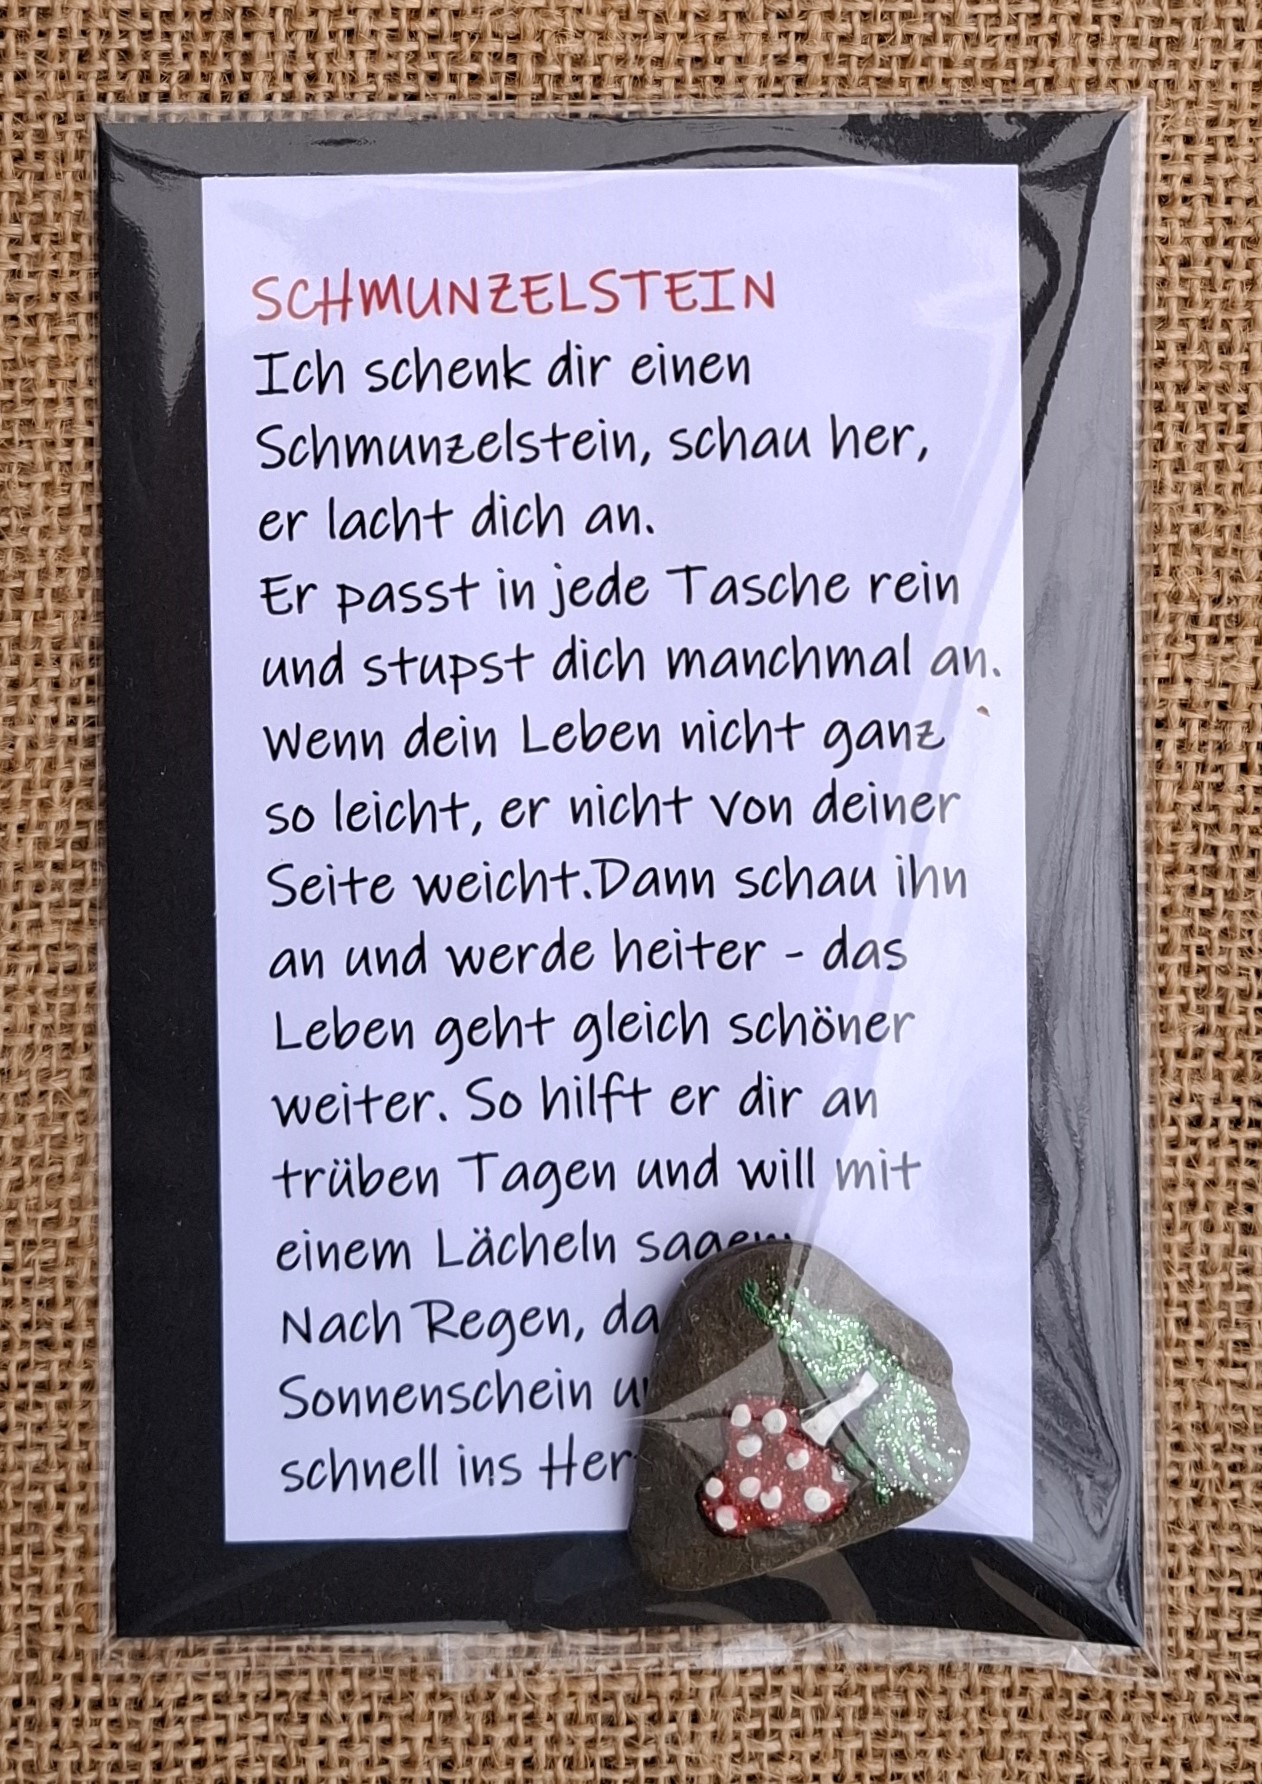 SCHMUNZELSTEIN
Ich schenk dir einen
Schmunzelstein, schau her,
er lacht dich an.
Er passt in jede Tasche rein
und stupst dich manchmal an.
Wenn dein Leben nicht ganz
so leicht, er nicht von deiner
Seite weicht.Dann schau ihn
an und werde heiter - das
Leben geht gleich schöner
weiter. So hilft er dir an
trüben Tagen und will mit
einem Lächeln sagen
Nach Regen, da
Sonnenschein
schnell ins